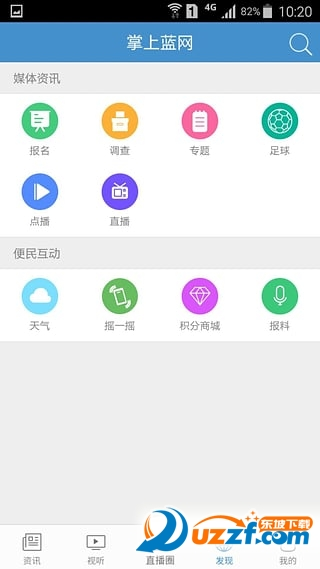 1 4G 82% 10:20
掌上蓝网
媒体资讯
报名 调查 专题 足球
点播 直播
便民互动
天气 摇一摇 积分商城 报料
东坡下载
uzzf.com
资讯 视听 直播圈 发现 我的